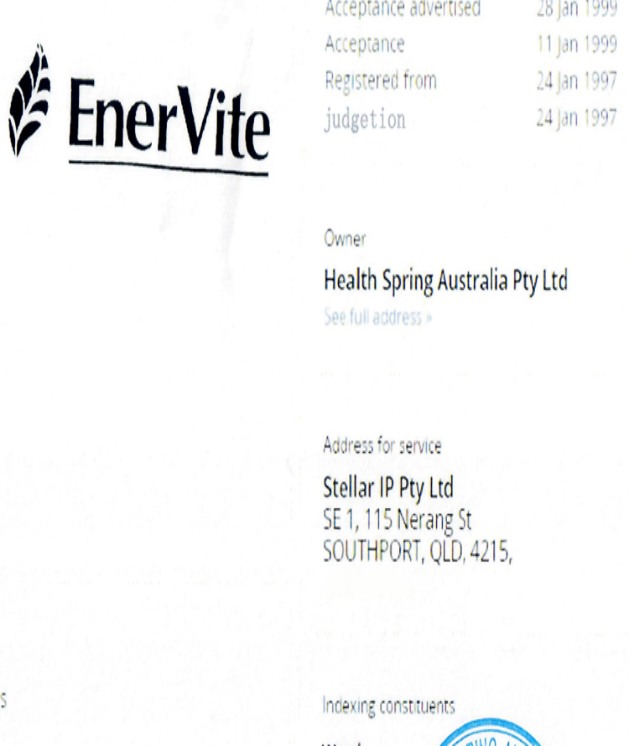 Acceptance advertised 28 Jan 1999
Acceptance 11 Jan 1999
Registered from 24 Jan 1997
judgetion 24 Jan 1997
EnerVite
Owner
Health Spring Australia Pty Ltd
See full address »
Address for service
Stellar IP Pty Ltd
SE 1, 115 Nerang St
SOUTHPORT, QLD, 4215,
s
Indexing constituents